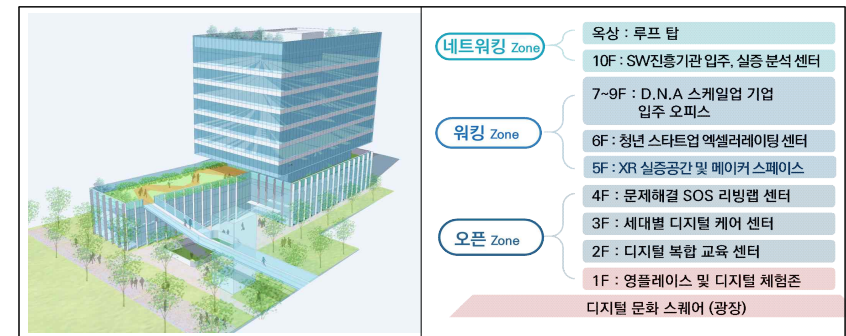 네트워킹 Zone
옥상 : 루프 탑
10F : SW진흥기관 입주, 실증 분석 센터
워킹 Zone
7~9F : D.N.A 스케일업 기업
입주 오피스
6F : 청년 스타트업 엑셀러레이팅 센터
5F : XR 실증공간 및 메이커 스페이스
오픈 Zone
4F : 문제해결 SOS 리빙랩 센터
3F : 세대별 디지털 케어 센터
2F : 디지털 복합 교육 센터
1F : 영플레이스 및 디지털 체험존
디지털 문화 스퀘어 (광장)